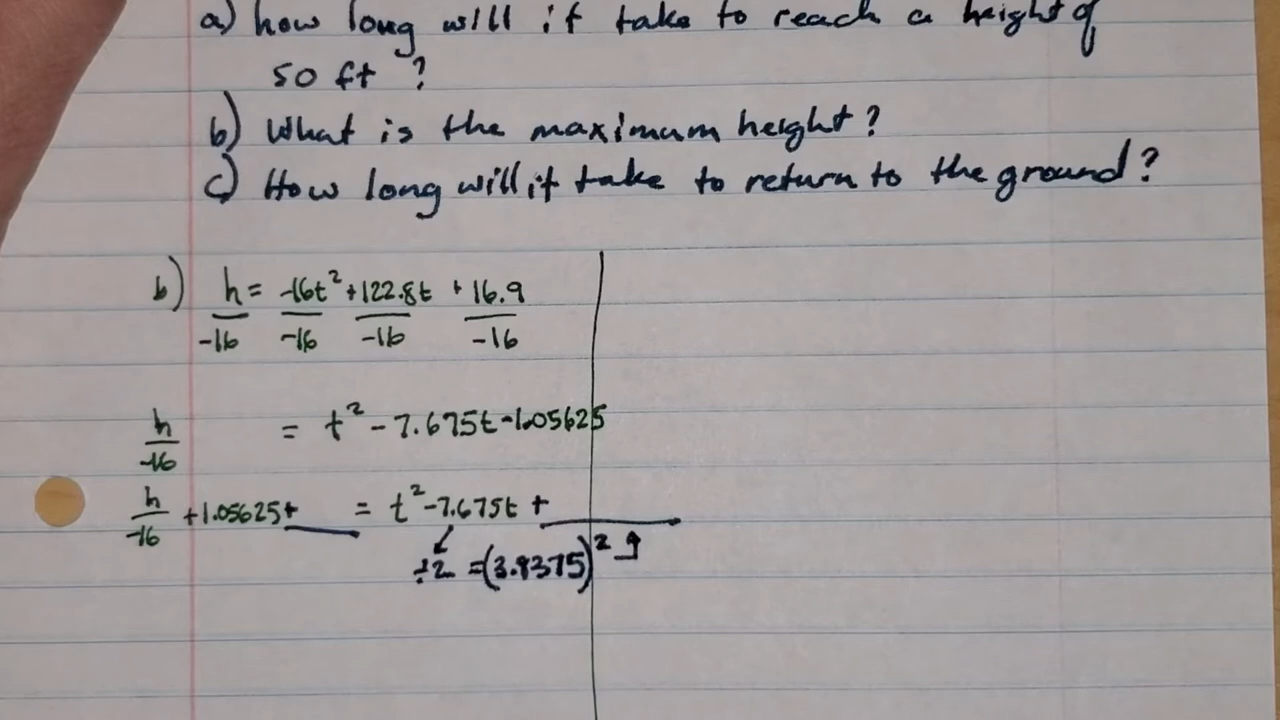 a) how long will it take to reach a height of
50 ft ?
b) What is the maximum height?
c) How long will it take to return to the ground?
b) h = -16t² + 122.8t + 16.9
-16 -16 -16 -16
h = t² - 7.675t - 1.05625
-16
h + 1.05625 + ___ = t² - 7.675t + ___
-16
÷2 = (3.8375)²